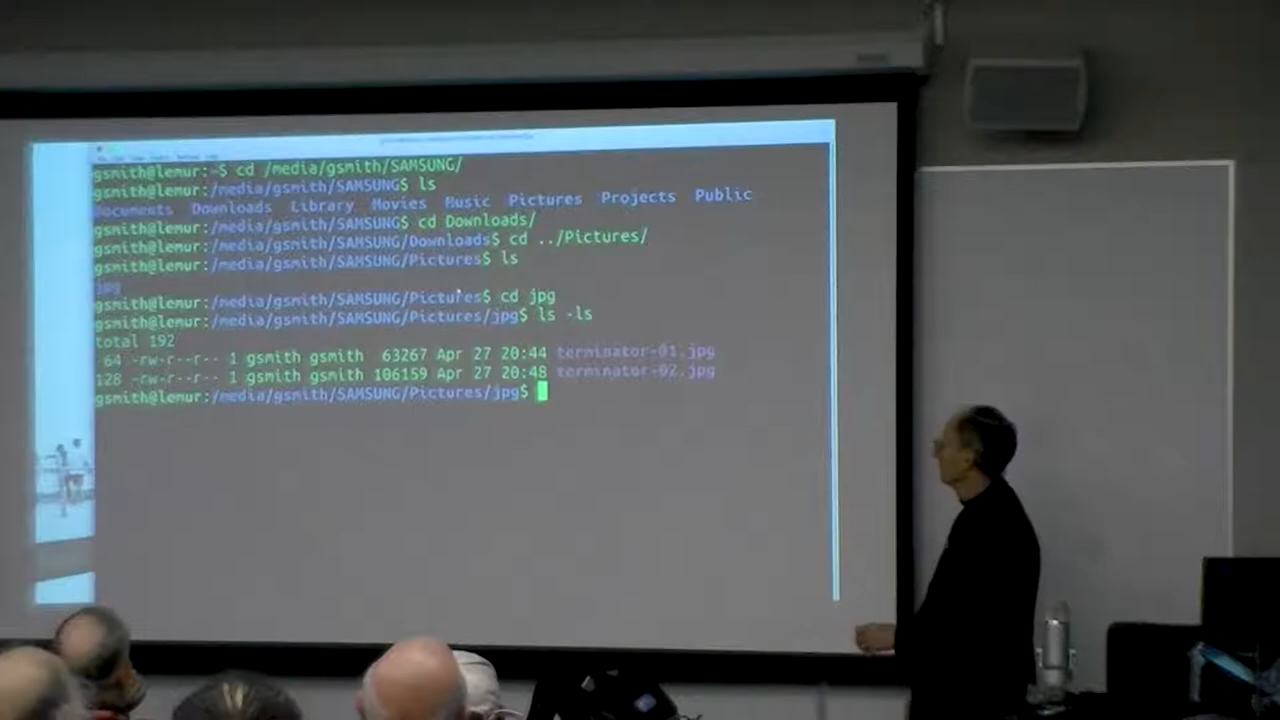 gsmith@lemur:~$ cd /media/gsmith/SAMSUNG/
gsmith@lemur:/media/gsmith/SAMSUNG$ ls
Documents Downloads Library Movies Music Pictures Projects Public
gsmith@lemur:/media/gsmith/SAMSUNG$ cd Downloads/
gsmith@lemur:/media/gsmith/SAMSUNG/Downloads$ cd ../Pictures/
gsmith@lemur:/media/gsmith/SAMSUNG/Pictures$ ls
jpg
gsmith@lemur:/media/gsmith/SAMSUNG/Pictures$ cd jpg
gsmith@lemur:/media/gsmith/SAMSUNG/Pictures/jpg$ ls -ls
total 192
64 -rw-r--r-- 1 gsmith gsmith 63267 Apr 27 20:44 terminator-01.jpg
128 -rw-r--r-- 1 gsmith gsmith 106159 Apr 27 20:48 terminator-02.jpg
gsmith@lemur:/media/gsmith/SAMSUNG/Pictures/jpg$